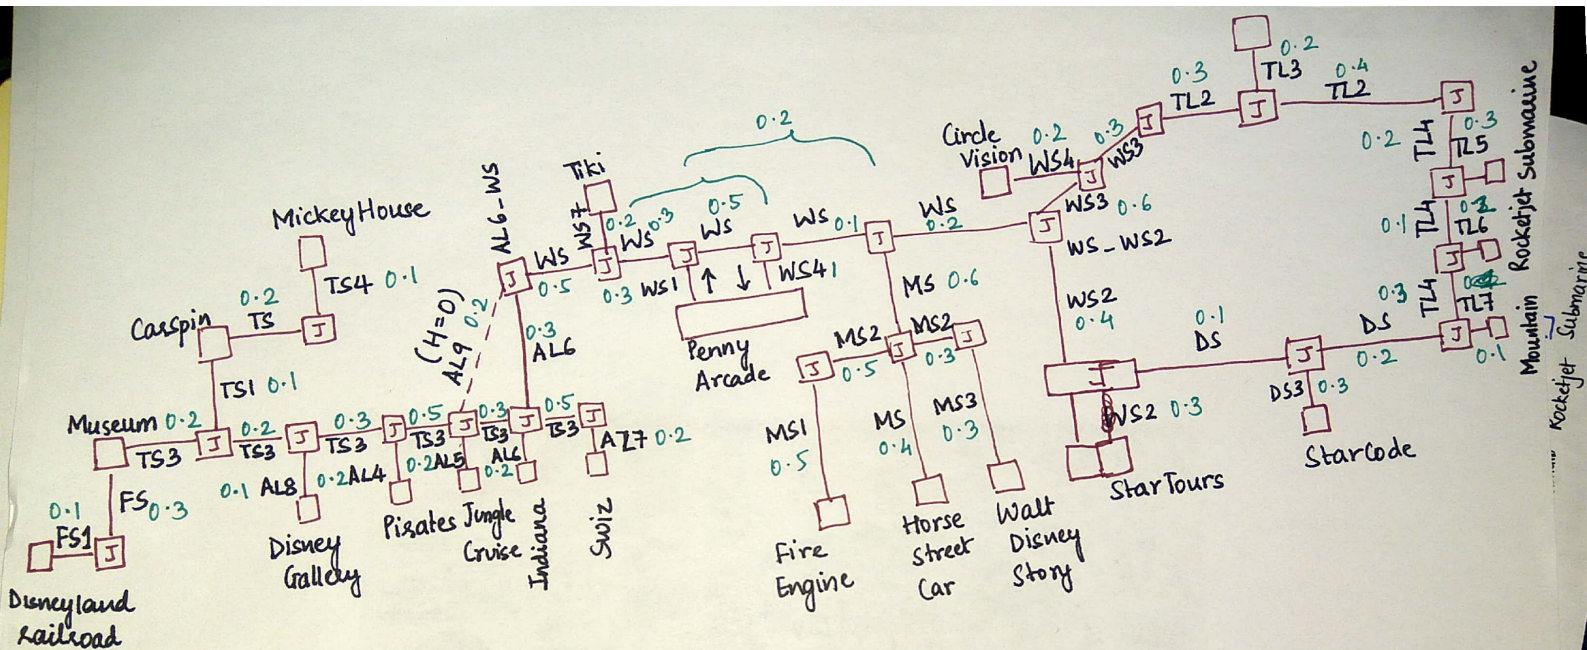 0.2
TL3
0.3
TL2
0.4
TL2
J
J
J
Circle
Vision
0.2
WS4
0.3
WS3
J
0.2
TL4
0.3
TL5
J
Submarine
0.1
TL4
TL6
J
Rocketjet
0.3
TL4
TL7
J
0.1
Mountain
Rocketjet Submarine
0.2
Tiki
WS7
0.2
AL6-WS
J
WS
0.5
J
WS
0.3
J
0.5
WS
J
WS
0.1
J
WS
0.2
J
WS3
0.6
WS-WS2
0.3
WS1
↑
↓
WS4
1
Penny
Arcade
MS
0.6
WS2
0.4
MickeyHouse
TS4
0.1
Casspin
0.2
TS
J
TS1
0.1
(H=0)
AL9
0.2
0.3
AL6
MS2
0.5
J
J
MS2
0.3
J
J
0.1
DS
J
DS
0.2
DS3
0.3
WS2
0.3
StarTours
StarCode
Museum
0.2
TS3
J
0.2
TS3
J
0.3
TS3
J
0.5
TS3
J
0.3
TS3
J
0.5
TS3
J
AZ7
0.2
MS1
0.5
MS
0.4
MS3
0.3
FS
0.3
0.1
FS1
J
0.1
AL8
0.2
AL4
0.2
AL5
0.2
AL6
Disneyland
railroad
Disney
Gallery
Pirates
Jungle
Cruise
Indiana
Swiz
Fire
Engine
Horse
Street
Car
Walt
Disney
Story